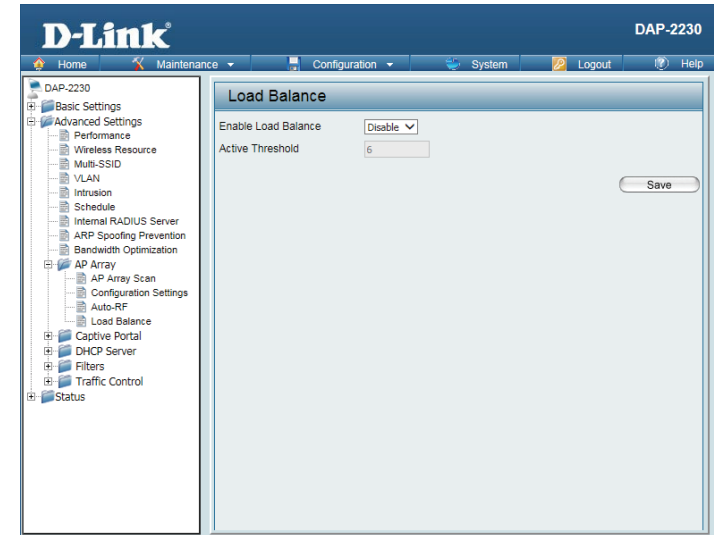 D-Link®
DAP-2230
Home Maintenance Configuration System Logout Help
DAP-2230
Basic Settings
Advanced Settings
Performance
Wireless Resource
Multi-SSID
VLAN
Intrusion
Schedule
Internal RADIUS Server
ARP Spoofing Prevention
Bandwidth Optimization
AP Array
AP Array Scan
Configuration Settings
Auto-RF
Load Balance
Captive Portal
DHCP Server
Filters
Traffic Control
Status
Load Balance
Enable Load Balance Disable
Active Threshold 6
Save